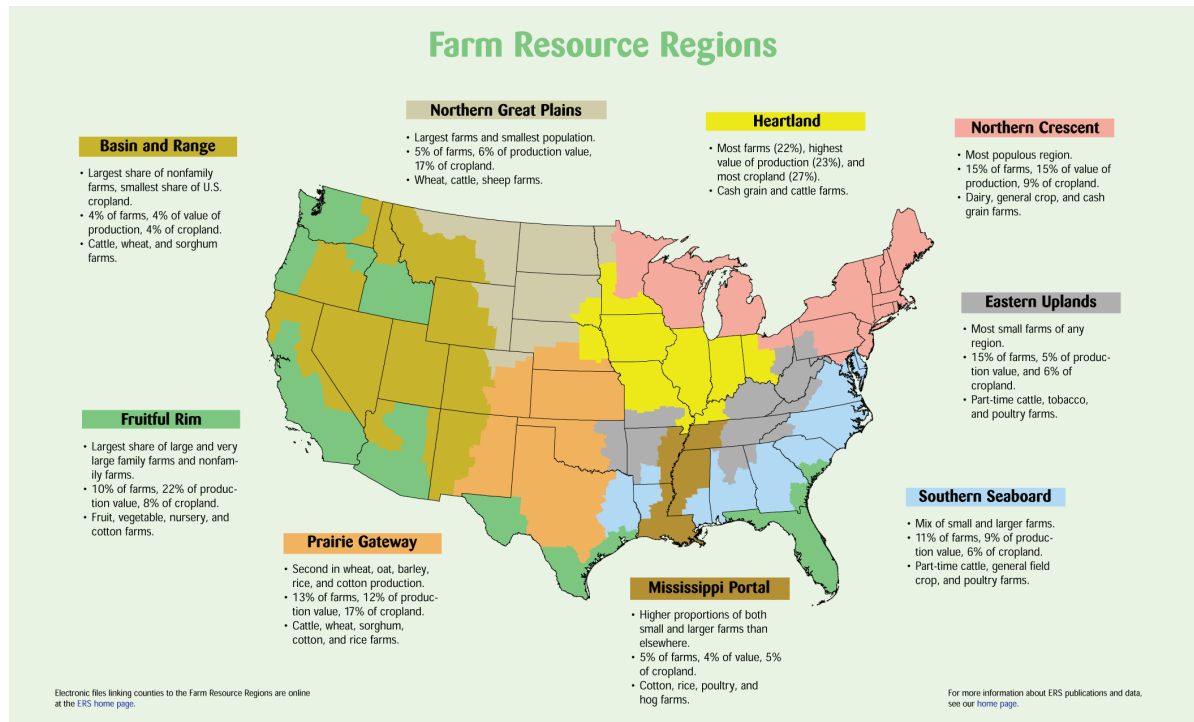 Farm Resource Regions
Northern Great Plains
• Largest farms and smallest population.
• 5% of farms, 6% of production value,
17% of cropland.
• Wheat, cattle, sheep farms.
Heartland
• Most farms (22%), highest
value of production (23%), and
most cropland (27%).
• Cash grain and cattle farms.
Northern Crescent
• Most populous region.
• 15% of farms, 15% of value of
production, 9% of cropland.
• Dairy, general crop, and cash
grain farms.
Basin and Range
• Largest share of nonfamily
farms, smallest share of U.S.
cropland.
• 4% of farms, 4% of value of
production, 4% of cropland.
• Cattle, wheat, and sorghum
farms.
Eastern Uplands
• Most small farms of any
region.
• 15% of farms, 5% of produc-
tion value, and 6% of
cropland.
• Part-time cattle, tobacco,
and poultry farms.
Fruitful Rim
• Largest share of large and very
large family farms and nonfam-
ily farms.
• 10% of farms, 22% of produc-
tion value, 8% of cropland.
• Fruit, vegetable, nursery, and
cotton farms.
Southern Seaboard
• Mix of small and larger farms.
• 11% of farms, 9% of produc-
tion value, 6% of cropland.
• Part-time cattle, general field
crop, and poultry farms.
Prairie Gateway
• Second in wheat, oat, barley,
rice, and cotton production.
• 13% of farms, 12% of produc-
tion value, 17% of cropland.
• Cattle, wheat, sorghum,
cotton, and rice farms.
Mississippi Portal
• Higher proportions of both
small and larger farms than
elsewhere.
• 5% of farms, 4% of value, 5%
of cropland.
• Cotton, rice, poultry, and
hog farms.
Electronic files linking counties to the Farm Resource Regions are online
at the ERS home page.
For more information about ERS publications and data,
see our home page.